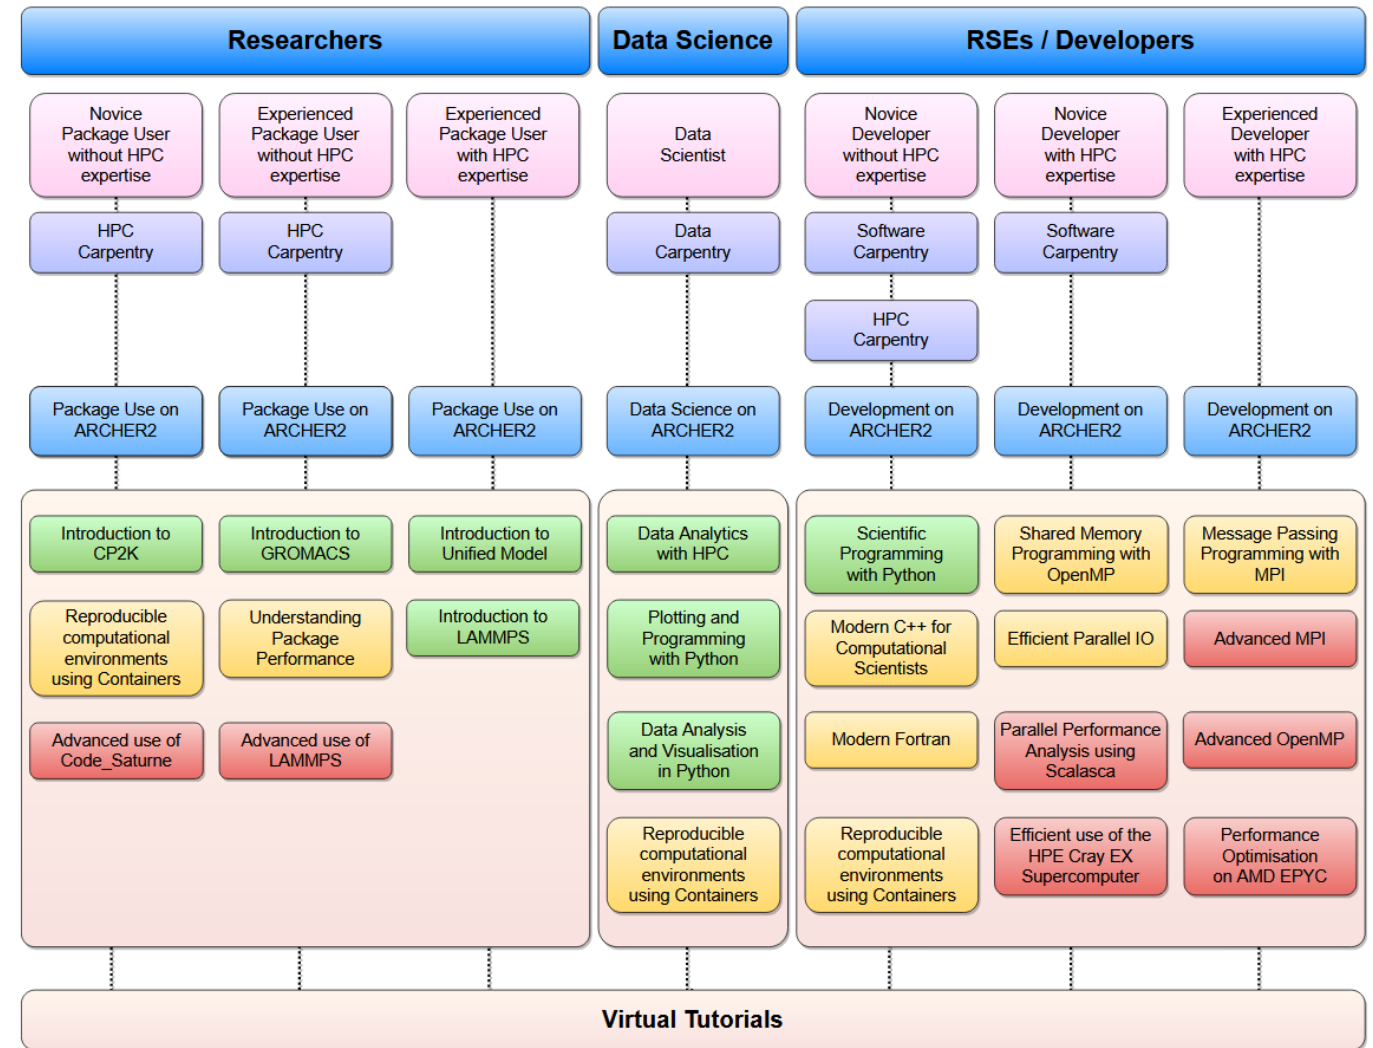 Researchers
Data Science
RSEs / Developers
Novice
Package User
without HPC
expertise
Experienced
Package User
without HPC
expertise
Experienced
Package User
with HPC
expertise
Data
Scientist
Novice
Developer
without HPC
expertise
Novice
Developer
with HPC
expertise
Experienced
Developer
with HPC
expertise
HPC
Carpentry
HPC
Carpentry
Data
Carpentry
Software
Carpentry
Software
Carpentry
HPC
Carpentry
Package Use on
ARCHER2
Package Use on
ARCHER2
Package Use on
ARCHER2
Data Science on
ARCHER2
Development on
ARCHER2
Development on
ARCHER2
Development on
ARCHER2
Introduction to
CP2K
Introduction to
GROMACS
Introduction to
Unified Model
Reproducible
computational
environments
using Containers
Understanding
Package
Performance
Introduction to
LAMMPS
Advanced use of
Code_Saturne
Advanced use of
LAMMPS
Data Analytics
with HPC
Plotting and
Programming
with Python
Data Analysis
and Visualisation
in Python
Reproducible
computational
environments
using Containers
Scientific
Programming
with Python
Shared Memory
Programming with
OpenMP
Message Passing
Programming with
MPI
Modern C++ for
Computational
Scientists
Efficient Parallel IO
Advanced MPI
Modern Fortran
Parallel Performance
Analysis using
Scalasca
Advanced OpenMP
Reproducible
computational
environments
using Containers
Efficient use of the
HPE Cray EX
Supercomputer
Performance
Optimisation
on AMD EPYC
Virtual Tutorials